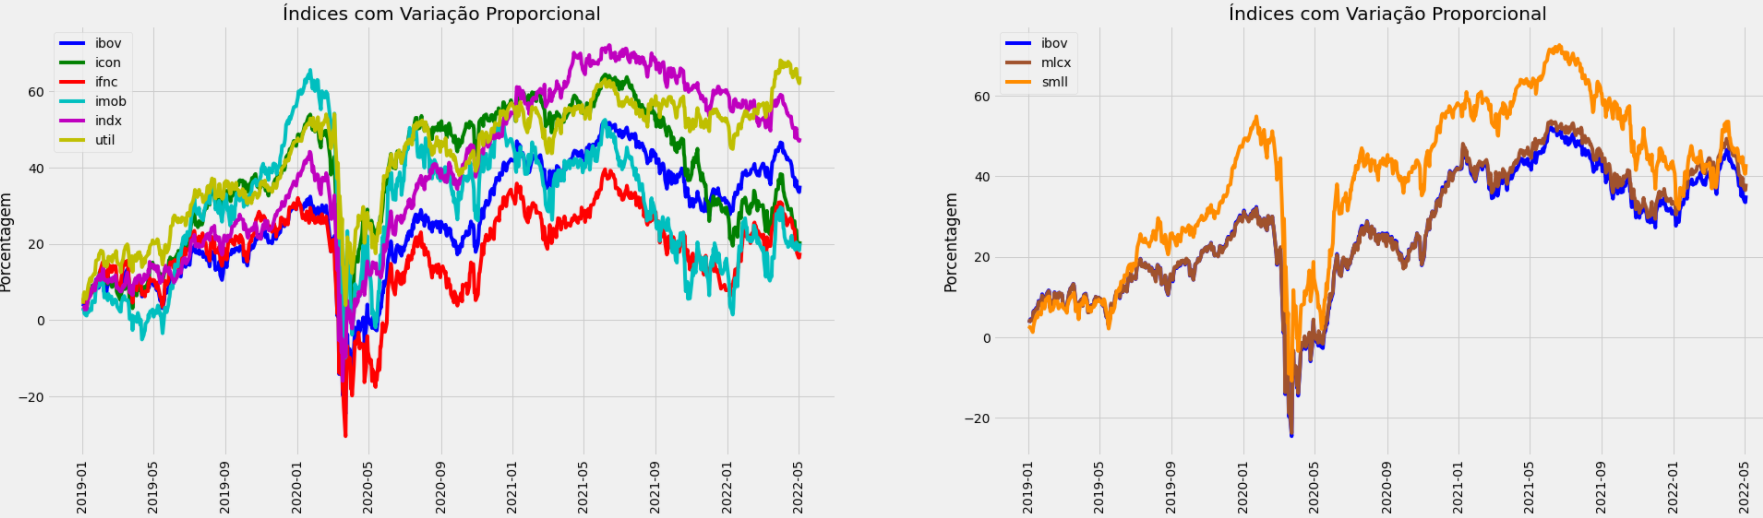 Índices com Variação Proporcional
ibov
icon
ifnc
imob
indx
util
Porcentagem
60
40
20
0
−20
2019-01
2019-05
2019-09
2020-01
2020-05
2020-09
2021-01
2021-05
2021-09
2022-01
2022-05
Índices com Variação Proporcional
ibov
mlcx
smll
Porcentagem
60
40
20
0
−20
2019-01
2019-05
2019-09
2020-01
2020-05
2020-09
2021-01
2021-05
2021-09
2022-01
2022-05